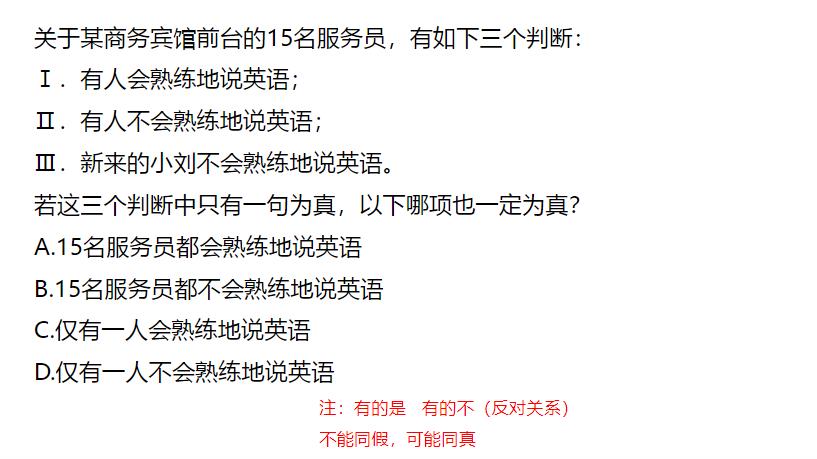 关于某商务宾馆前台的15名服务员，有如下三个判断：
Ⅰ．有人会熟练地说英语；
Ⅱ．有人不会熟练地说英语；
Ⅲ．新来的小刘不会熟练地说英语。
若这三个判断中只有一句为真，以下哪项也一定为真？
A.15名服务员都会熟练地说英语
B.15名服务员都不会熟练地说英语
C.仅有一人会熟练地说英语
D.仅有一人不会熟练地说英语
注：有的是 有的不（反对关系）
不能同假，可能同真